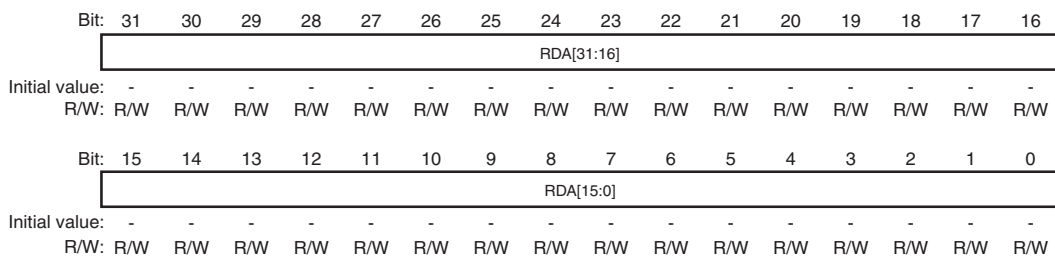 Bit: 31 30 29 28 27 26 25 24 23 22 21 20 19 18 17 16
RDA[31:16]
Initial value: - - - - - - - - - - - - - - - -
R/W: R/W R/W R/W R/W R/W R/W R/W R/W R/W R/W R/W R/W R/W R/W R/W R/W
Bit: 15 14 13 12 11 10 9 8 7 6 5 4 3 2 1 0
RDA[15:0]
Initial value: - - - - - - - - - - - - - - - -
R/W: R/W R/W R/W R/W R/W R/W R/W R/W R/W R/W R/W R/W R/W R/W R/W R/W